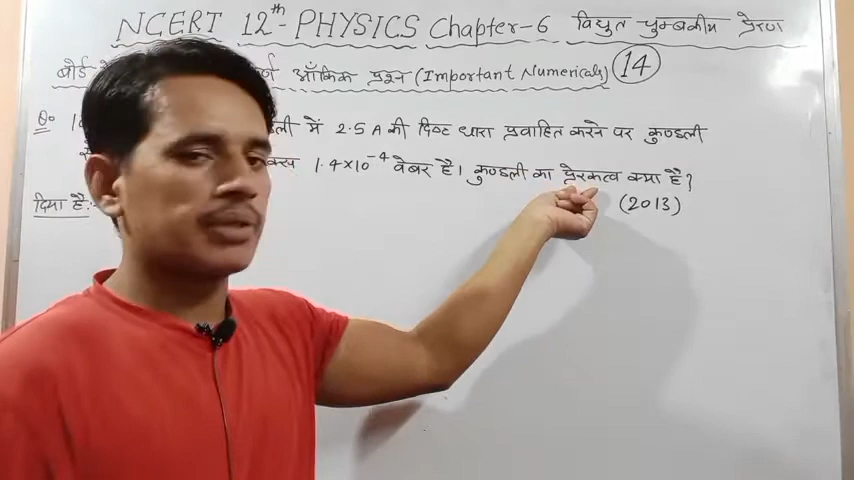 NCERT 12th- PHYSICS Chapter-6 विद्युत चुम्बकीय प्रेरण
बोर्ड आँकिक प्रश्न (Important Numericals) 14
Q० में 2.5 A की दिष्ट धारा प्रवाहित करने पर कुण्डली
1.4×10⁻⁴ वेबर है। कुण्डली का प्रेरकत्व क्या है?
दिया है:- (2013)